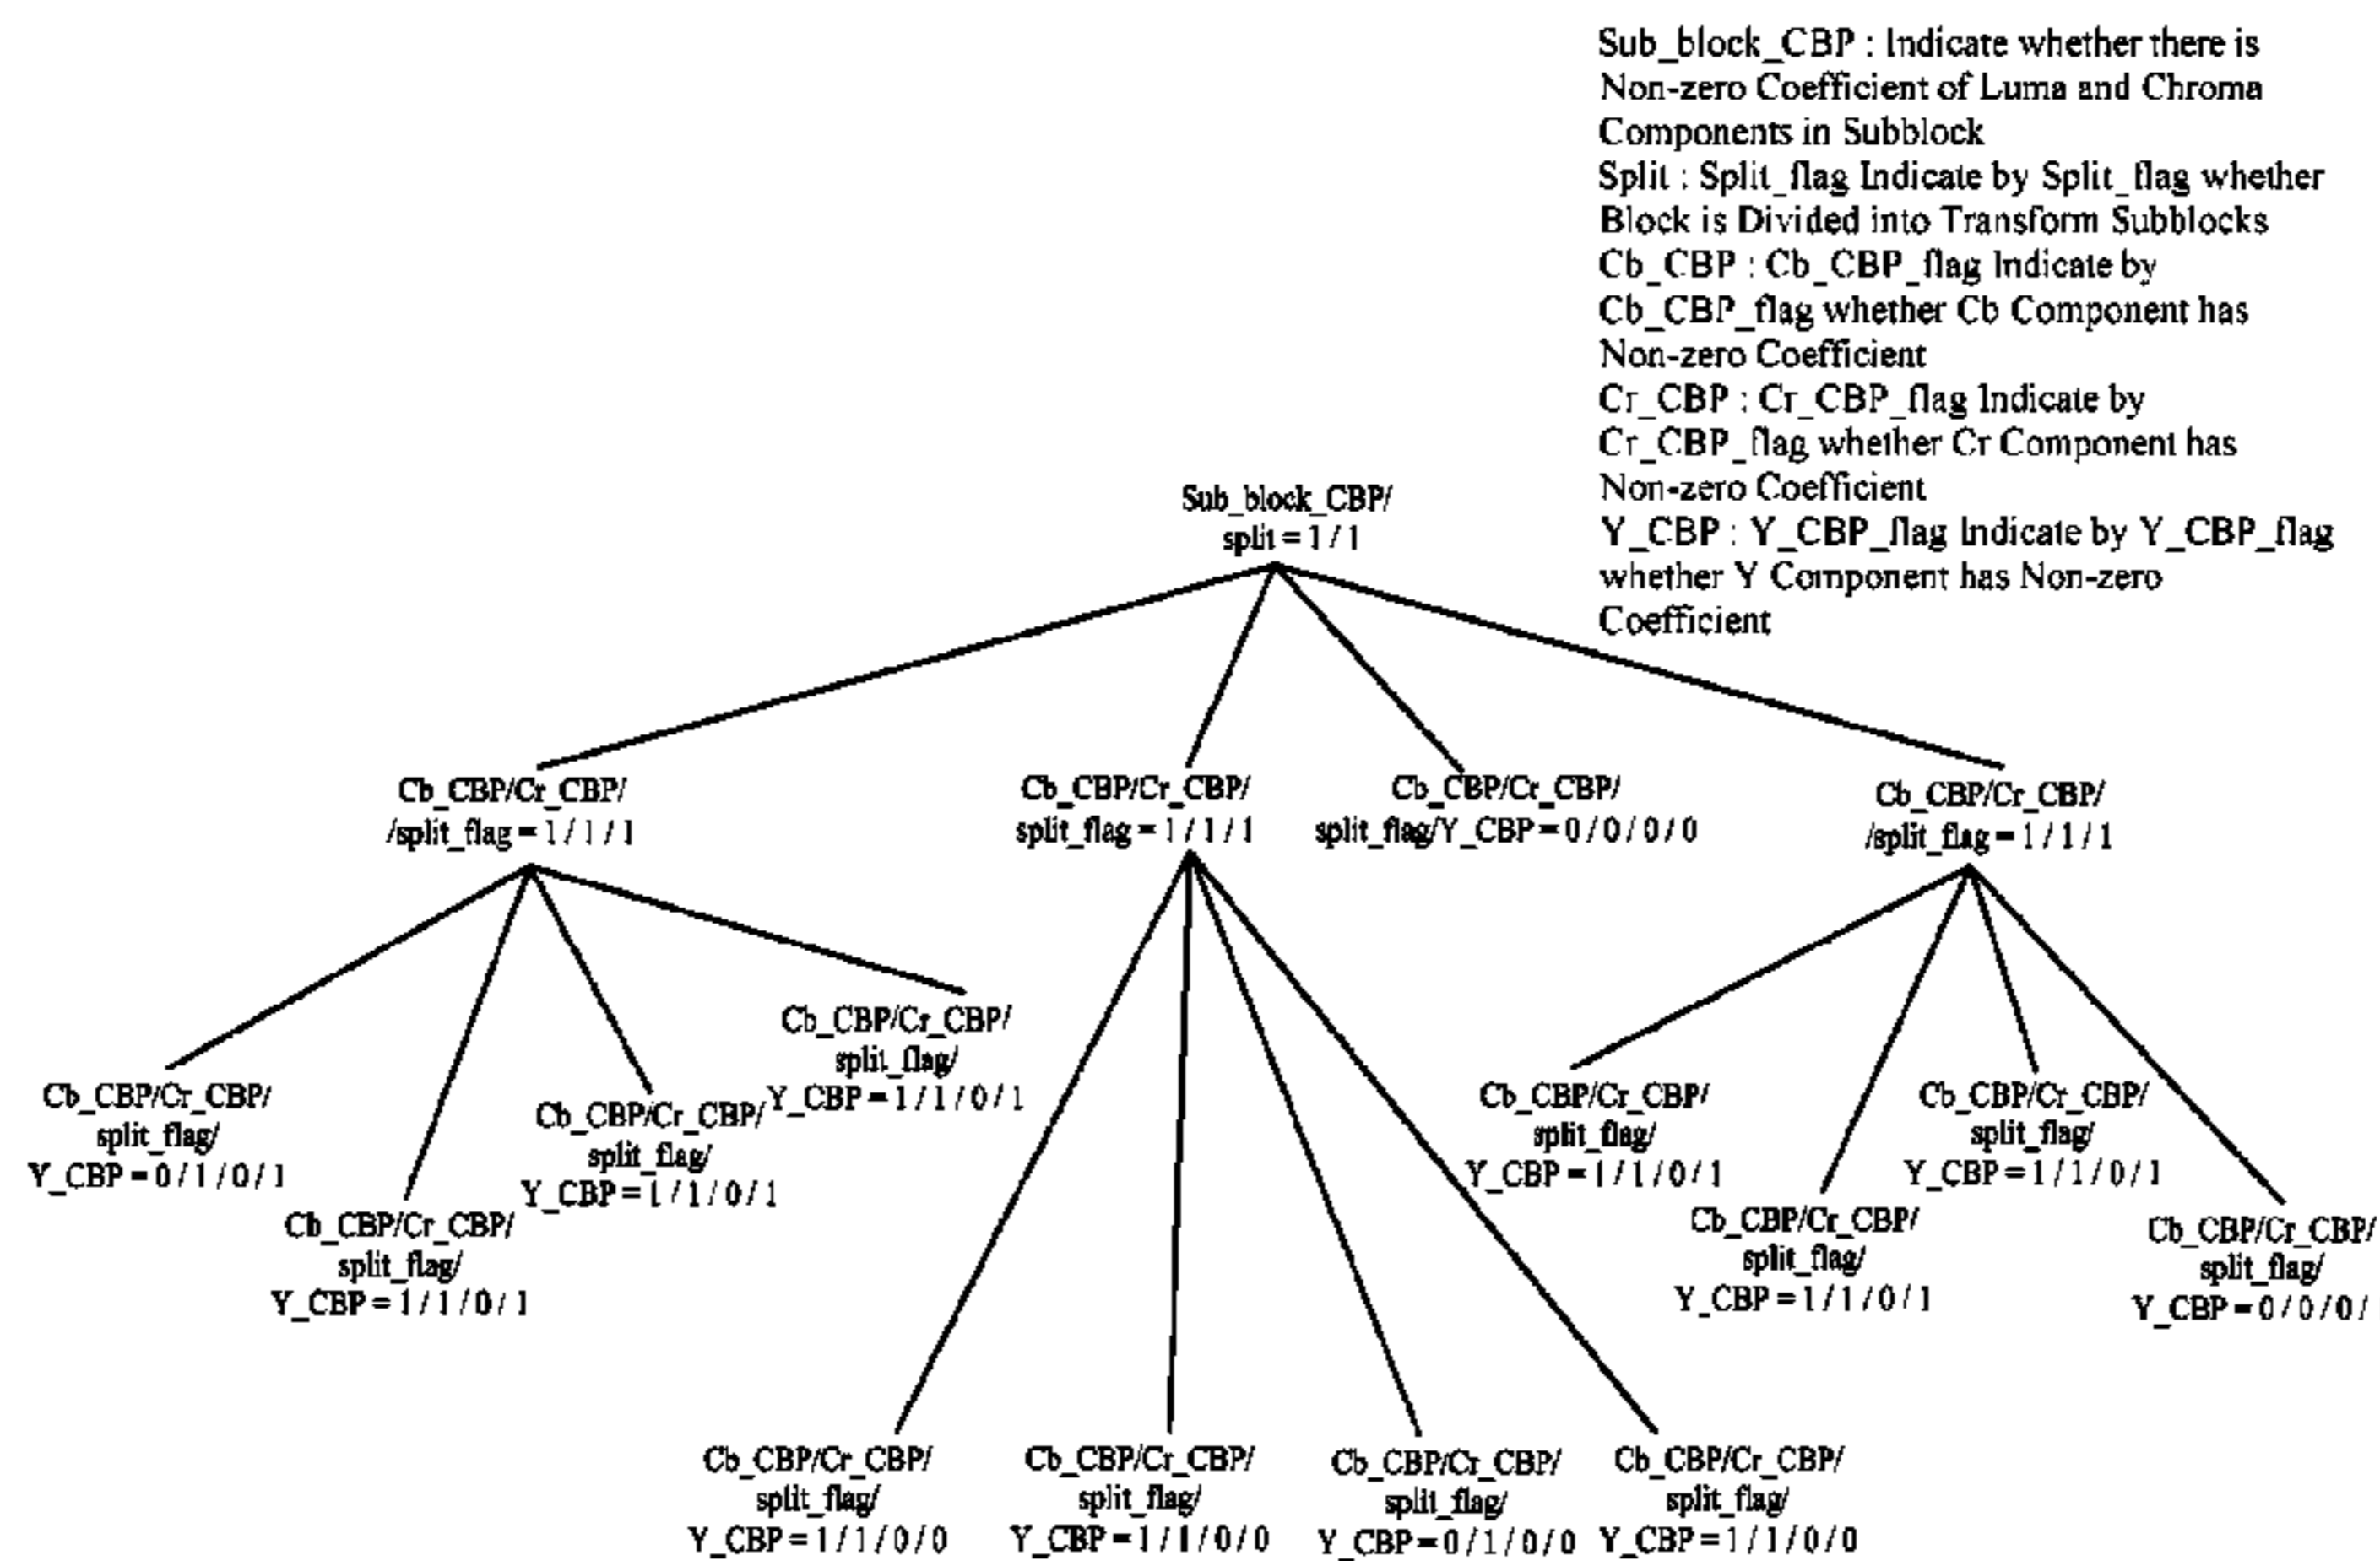 Sub_block_CBP : Indicate whether there is
Non-zero Coefficient of Luma and Chroma
Components in Subblock
Split : Split_flag Indicate by Split_flag whether
Block is Divided into Transform Subblocks
Cb_CBP : Cb_CBP_flag Indicate by
Cb_CBP_flag whether Cb Component has
Non-zero Coefficient
Cr_CBP : Cr_CBP_flag Indicate by
Cr_CBP_flag whether Cr Component has
Non-zero Coefficient
Y_CBP : Y_CBP_flag Indicate by Y_CBP_flag
whether Y Component has Non-zero
Coefficient
Sub_block_CBP/
split = 1 / 1
Cb_CBP/Cr_CBP/
/split_flag = 1 / 1 / 1
Cb_CBP/Cr_CBP/
split_flag = 1 / 1 / 1
Cb_CBP/Cr_CBP/
split_flag/Y_CBP = 0 / 0 / 0 / 0
Cb_CBP/Cr_CBP/
/split_flag = 1 / 1 / 1
Cb_CBP/Cr_CBP/
split_flag/
Y_CBP = 0 / 1 / 0 / 1
Cb_CBP/Cr_CBP/
split_flag/
Y_CBP = 1 / 1 / 0 / 1
Cb_CBP/Cr_CBP/
split_flag/
Y_CBP = 1 / 1 / 0 / 1
Cb_CBP/Cr_CBP/
split_flag/
Y_CBP = 1 / 1 / 0 / 1
Cb_CBP/Cr_CBP/
split_flag/
Y_CBP = 1 / 1 / 0 / 1
Cb_CBP/Cr_CBP/
split_flag/
Y_CBP = 1 / 1 / 0 / 1
Cb_CBP/Cr_CBP/
split_flag/
Y_CBP = 1 / 1 / 0 / 1
Cb_CBP/Cr_CBP/
split_flag/
Y_CBP = 0 / 0 / 0 /
Cb_CBP/Cr_CBP/
split_flag/
Y_CBP = 1 / 1 / 0 / 0
Cb_CBP/Cr_CBP/
split_flag/
Y_CBP = 1 / 1 / 0 / 0
Cb_CBP/Cr_CBP/
split_flag/
Y_CBP = 0 / 1 / 0 / 0
Cb_CBP/Cr_CBP/
split_flag/
Y_CBP = 1 / 1 / 0 / 0